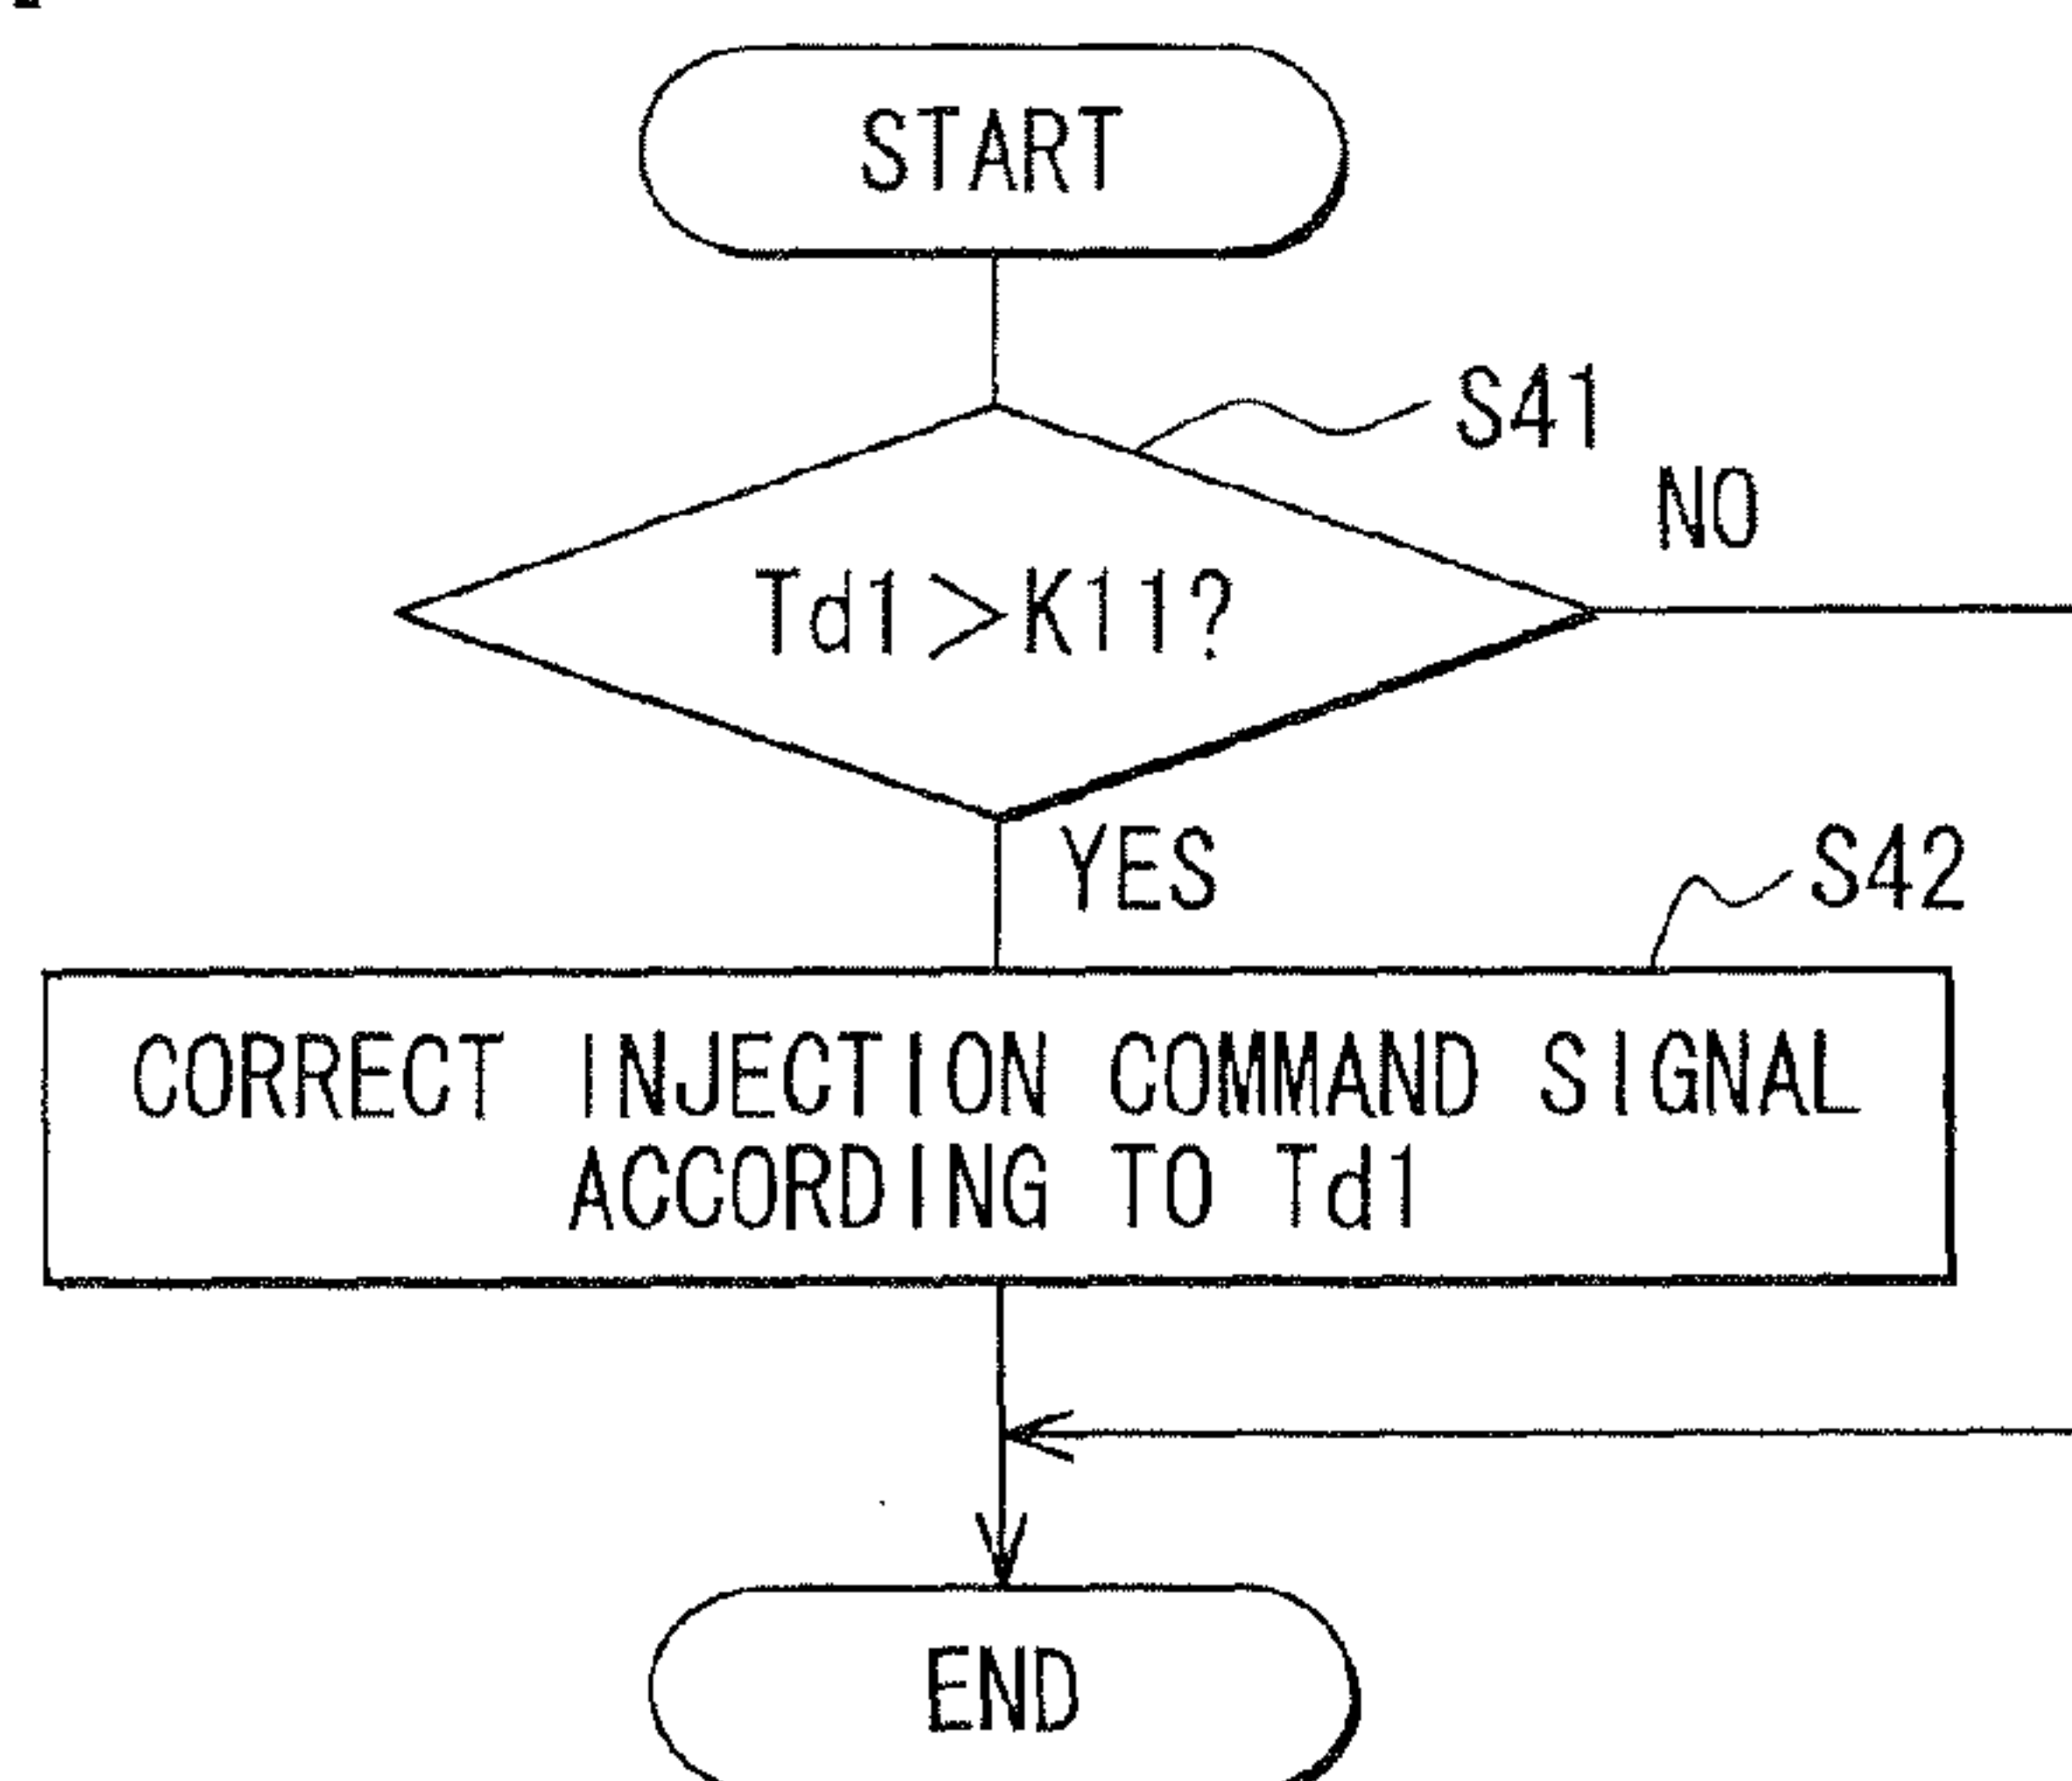 START
S41
NO
Td1>K11?
YES
S42
CORRECT INJECTION COMMAND SIGNAL
ACCORDING TO Td1
END